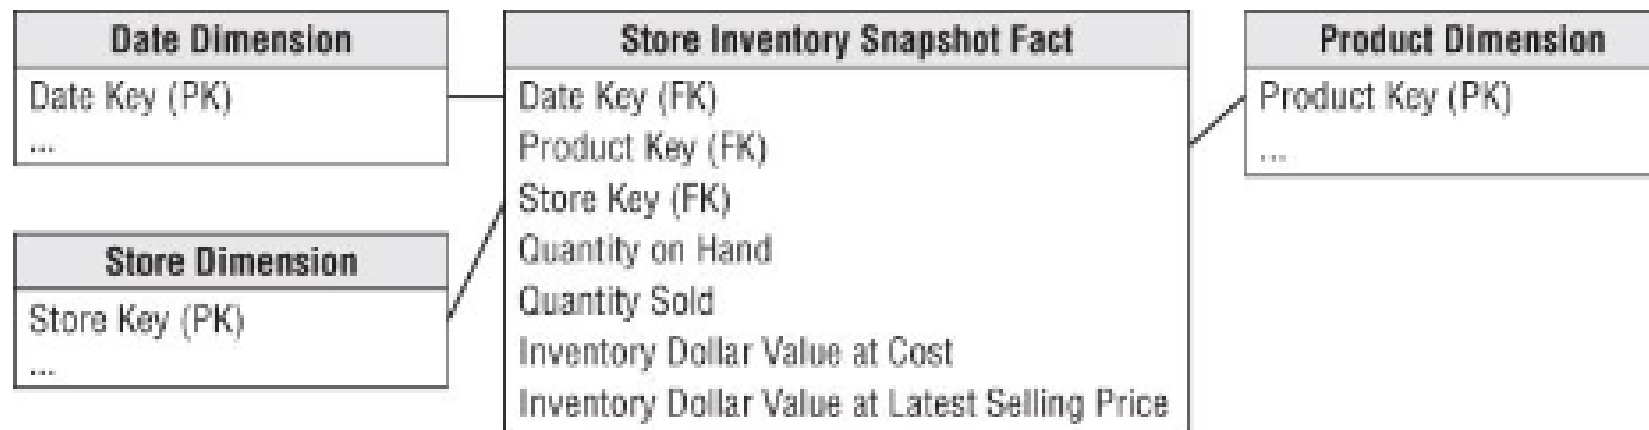 Date Dimension
Date Key (PK)
...
Store Dimension
Store Key (PK)
...
Store Inventory Snapshot Fact
Date Key (FK)
Product Key (FK)
Store Key (FK)
Quantity on Hand
Quantity Sold
Inventory Dollar Value at Cost
Inventory Dollar Value at Latest Selling Price
Product Dimension
Product Key (PK)
...